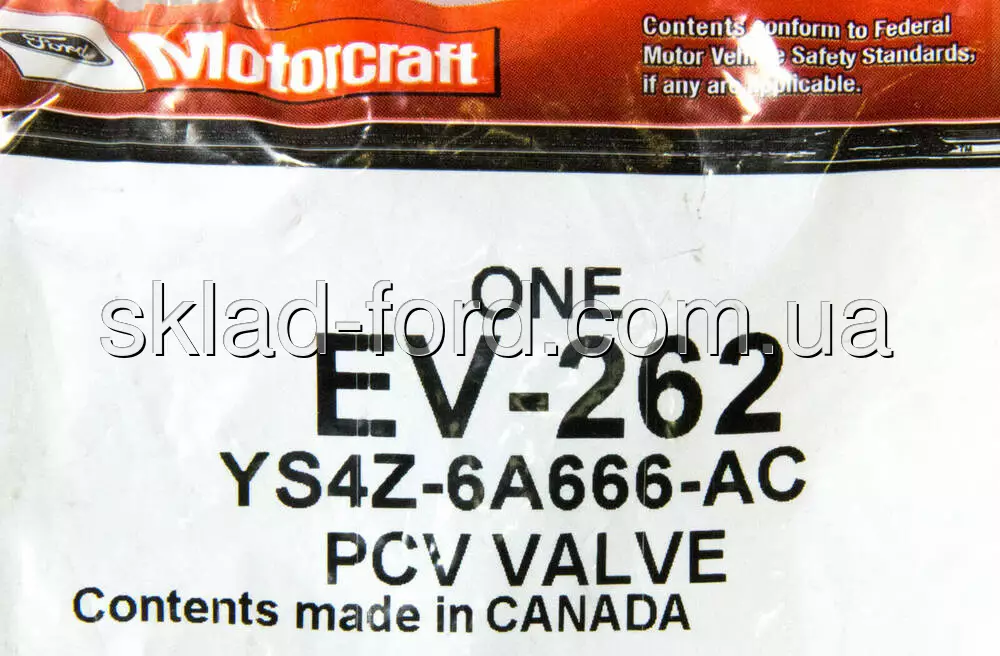 Ford
Motorcraft
Contents conform to Federal
Motor Vehicle Safety Standards,
if any are applicable.
ONE
sklad-ford.com.ua
EV-262
YS4Z-6A666-AC
PCV VALVE
Contents made in CANADA